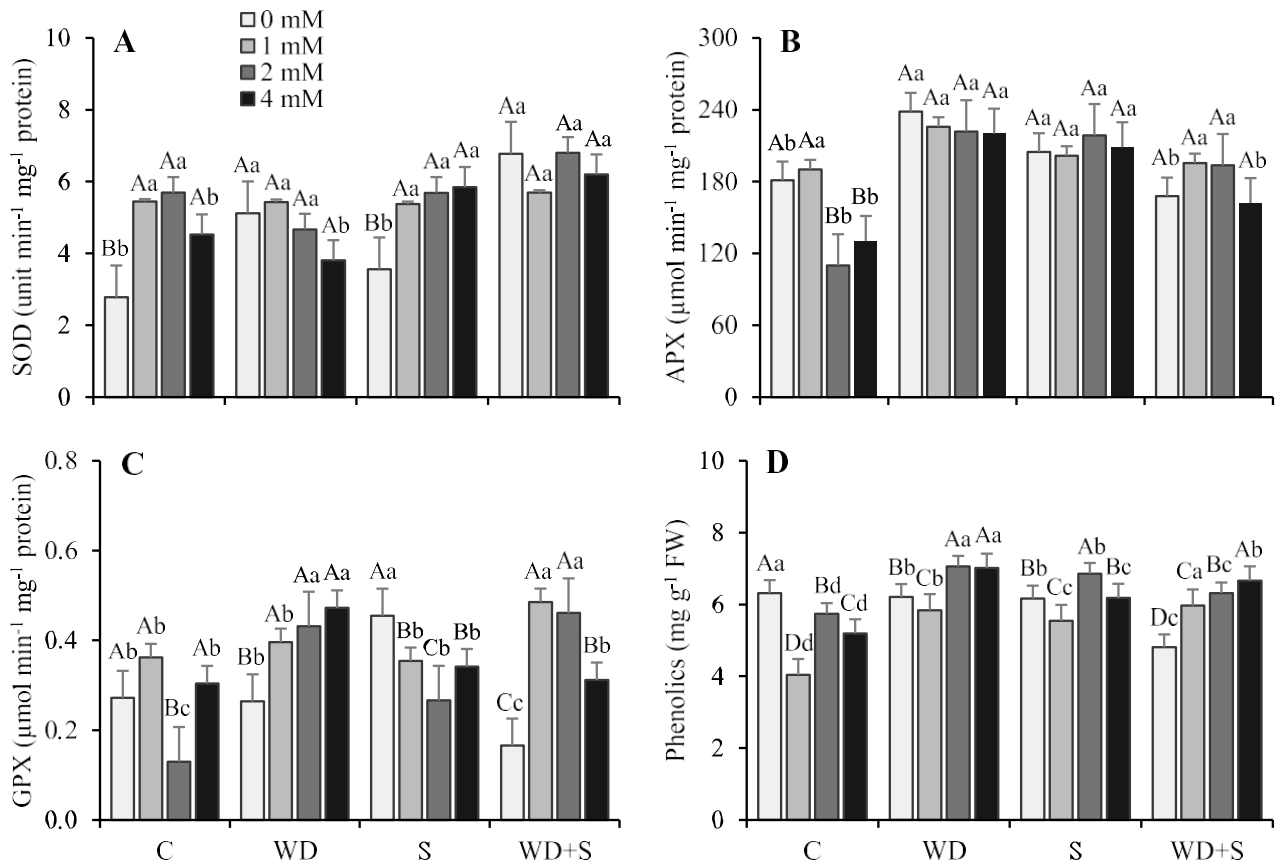 A
0 mM
1 mM
2 mM
4 mM
SOD (unit min⁻¹ mg⁻¹ protein)
10
8
6
4
2
0
Bb Aa Aa Ab
Aa Aa Aa Ab
Bb Aa Aa Aa
Aa Aa Aa Aa
B
APX (µmol min⁻¹ mg⁻¹ protein)
300
240
180
120
60
0
Ab Aa Bb Bb
Aa Aa Aa Aa
Aa Aa Aa Aa
Ab Aa Aa Ab
C
GPX (µmol min⁻¹ mg⁻¹ protein)
0.8
0.6
0.4
0.2
0.0
Ab Ab Bc Ab
Bb Ab Aa Aa
Aa Bb Cb Bb
Cc Aa Aa Bb
C WD S WD+S
D
Phenolics (mg g⁻¹ FW)
10
8
6
4
2
0
Aa Dd Bd Cd
Bb Cb Aa Aa
Bb Cc Ab Bc
Dc Ca Bc Ab
C WD S WD+S